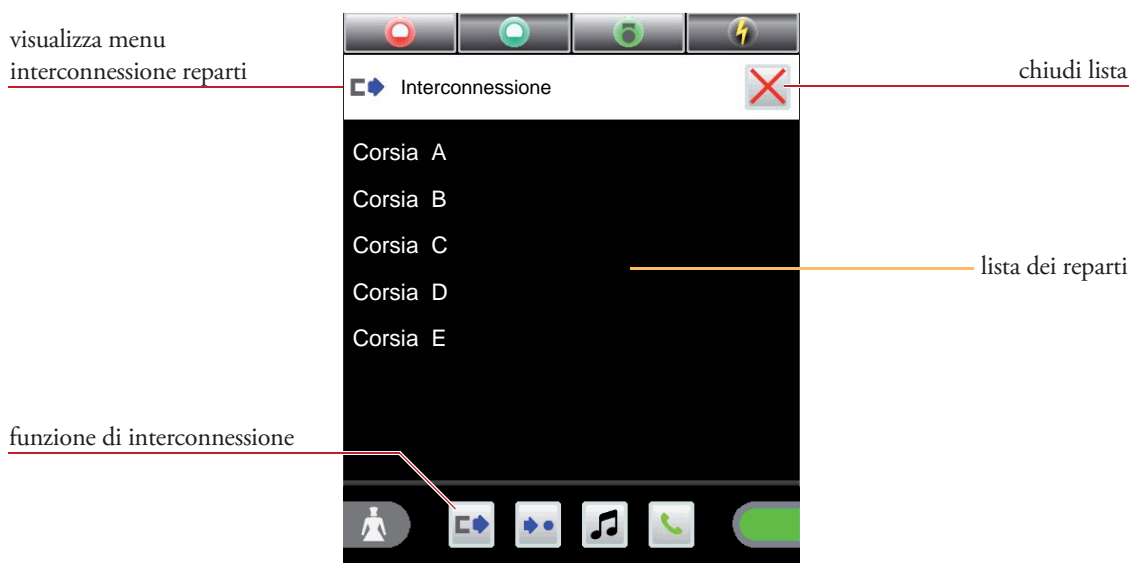 visualizza menu
interconnessione reparti
Interconnessione
chiudi lista
Corsia A
Corsia B
Corsia C
Corsia D
Corsia E
lista dei reparti
funzione di interconnessione